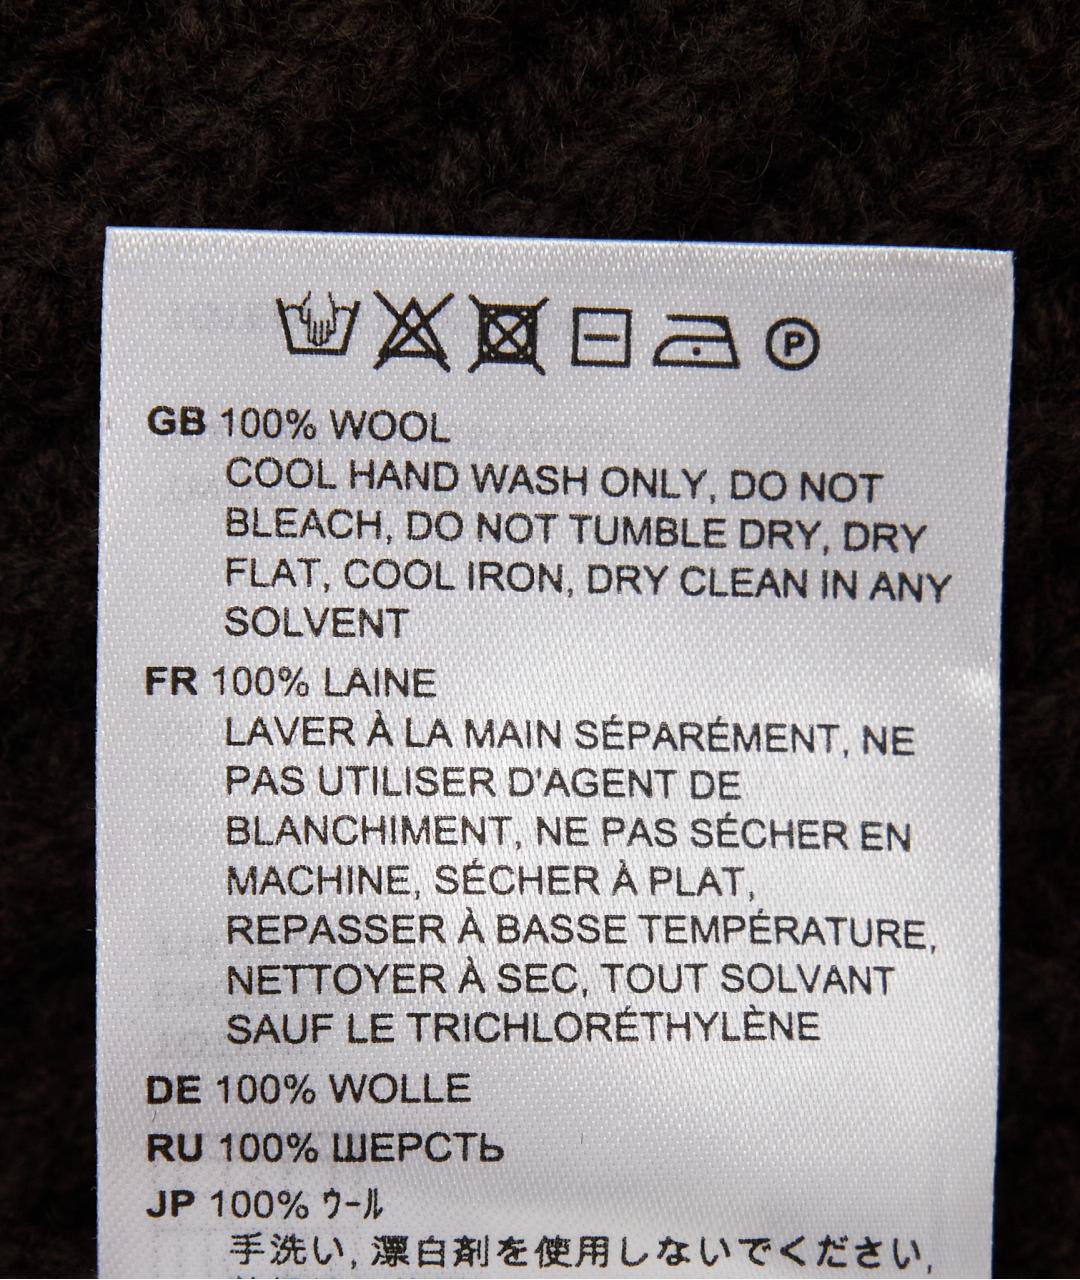 P
GB 100% WOOL
COOL HAND WASH ONLY, DO NOT
BLEACH, DO NOT TUMBLE DRY, DRY
FLAT, COOL IRON, DRY CLEAN IN ANY
SOLVENT
FR 100% LAINE
LAVER À LA MAIN SÉPARÉMENT, NE
PAS UTILISER D'AGENT DE
BLANCHIMENT, NE PAS SÉCHER EN
MACHINE, SÉCHER À PLAT,
REPASSER À BASSE TEMPÉRATURE,
NETTOYER À SEC, TOUT SOLVANT
SAUF LE TRICHLORÉTHYLÈNE
DE 100% WOLLE
RU 100% ШЕРСТЬ
JP 100% ウール
手洗い, 漂白剤を使用しないでください,